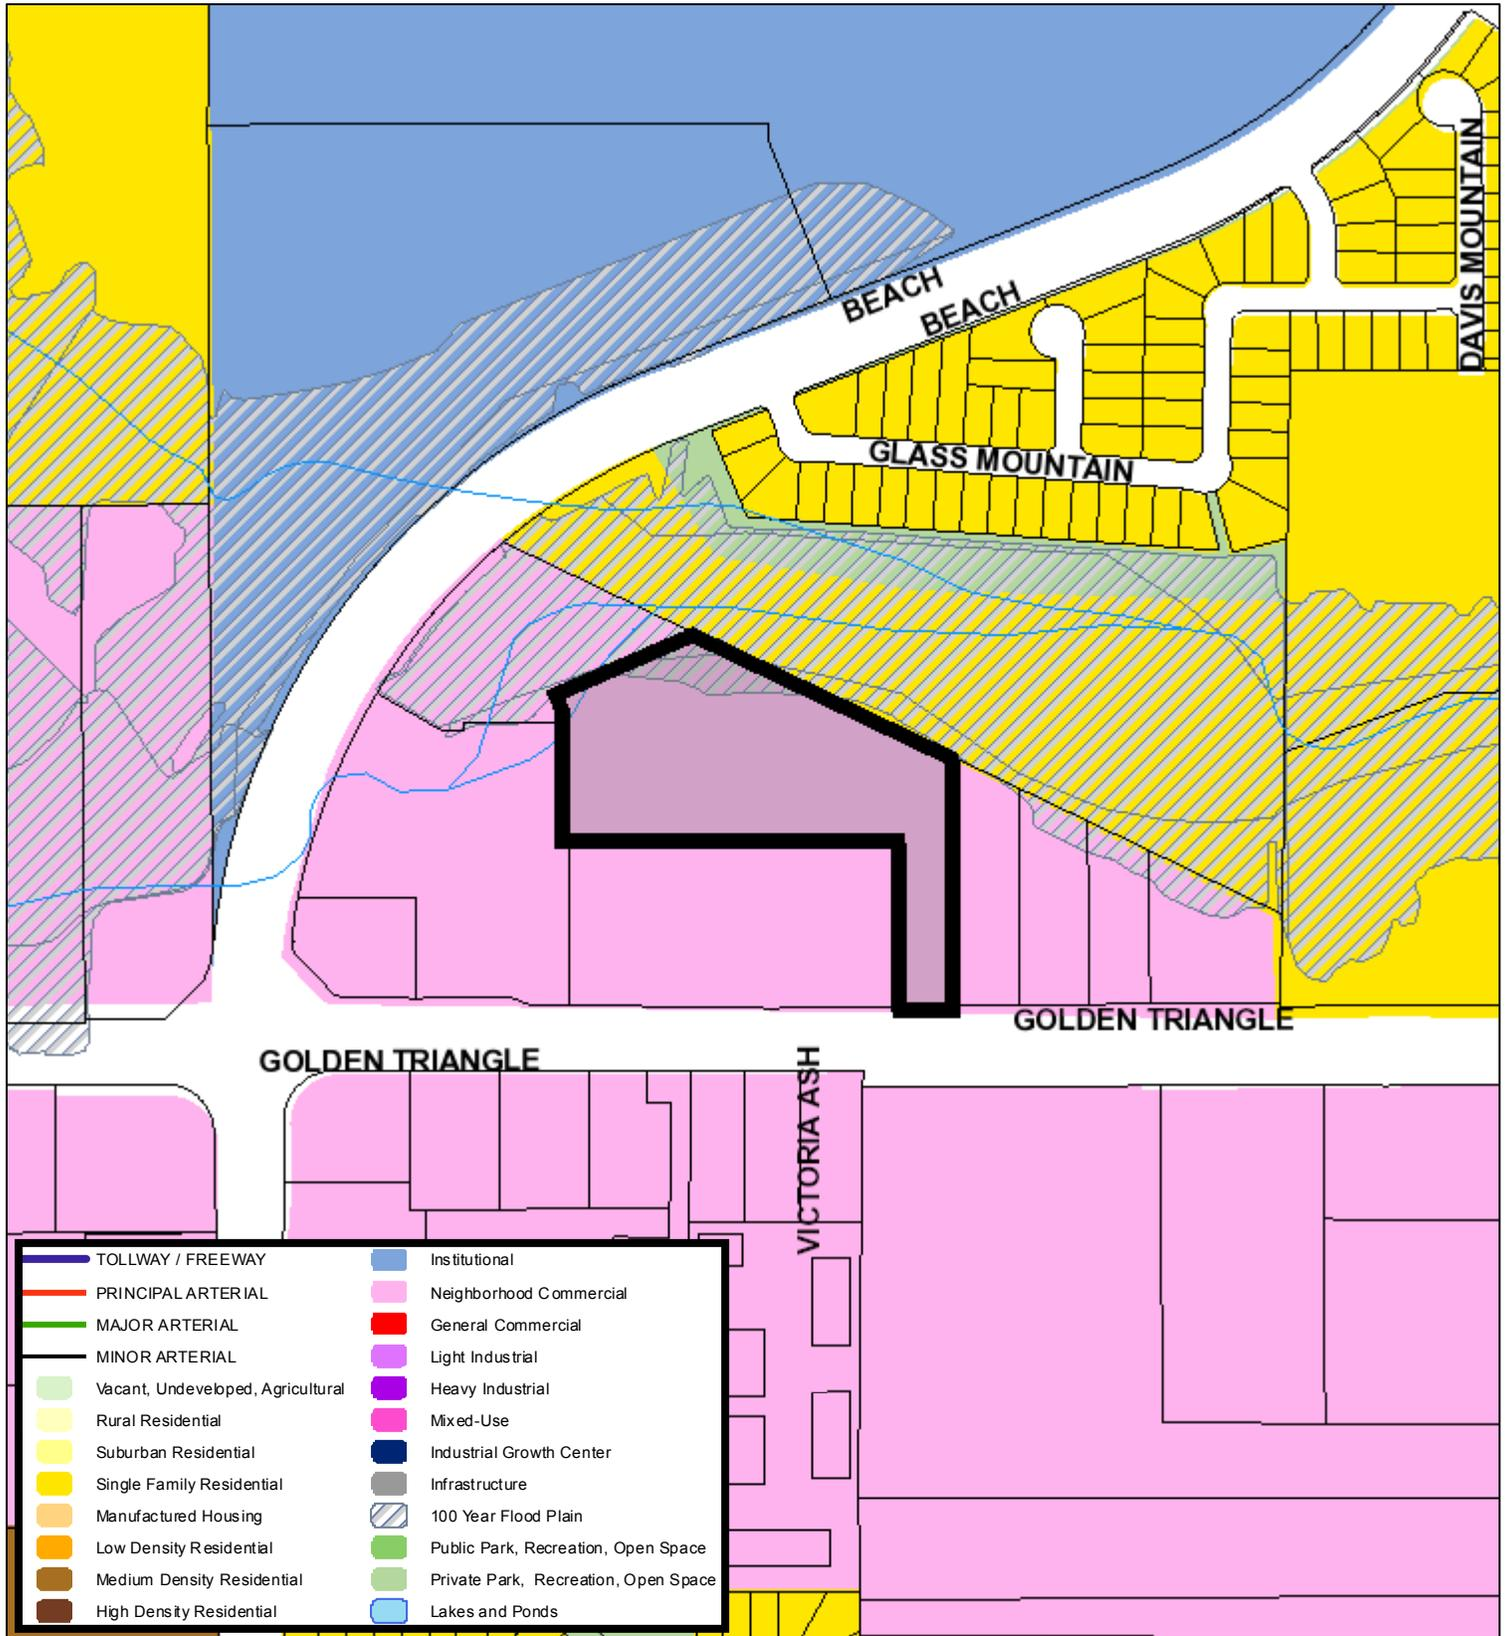 DAVIS MOUNTAIN
BEACH
BEACH
GLASS MOUNTAIN
GOLDEN TRIANGLE
GOLDEN TRIANGLE
VICTORIA ASH
TOLLWAY / FREEWAY
PRINCIPAL ARTERIAL
MAJOR ARTERIAL
MINOR ARTERIAL
Vacant, Undeveloped, Agricultural
Rural Residential
Suburban Residential
Single Family Residential
Manufactured Housing
Low Density Residential
Medium Density Residential
High Density Residential
Institutional
Neighborhood Commercial
General Commercial
Light Industrial
Heavy Industrial
Mixed-Use
Industrial Growth Center
Infrastructure
100 Year Flood Plain
Public Park, Recreation, Open Space
Private Park, Recreation, Open Space
Lakes and Ponds